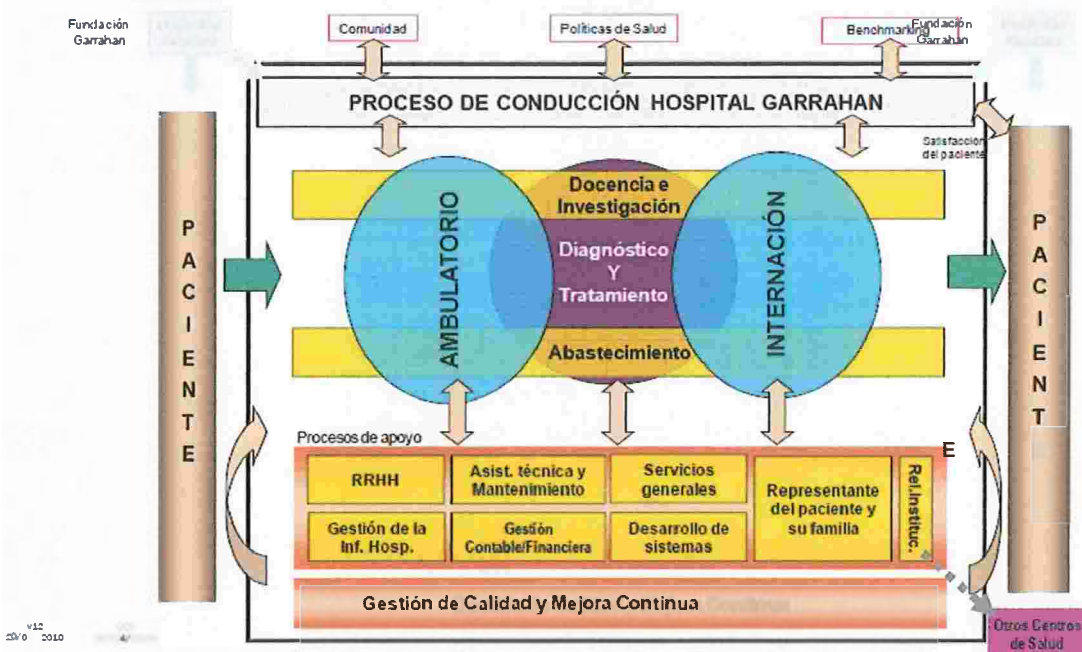 Fundación
Garrahan
Comunidad
Políticas de Salud
Benchmarking
Fundación
Garrahan
PROCESO DE CONDUCCIÓN HOSPITAL GARRAHAN
Satisfacción
del paciente
PACIENTE
AMBULATORIO
Docencia e
Investigación
Diagnóstico
Y
Tratamiento
Abastecimiento
INTERNACIÓN
PACIENTE
Procesos de apoyo
RRHH
Asist. técnica y
Mantenimiento
Servicios
generales
Representante
del paciente y
su familia
Rel.Instituc.
Gestión de la
Inf. Hosp.
Gestión
Contable/Financiera
Desarrollo de
sistemas
Gestión de Calidad y Mejora Continua
v12
2010
Otros Centros
de Salud